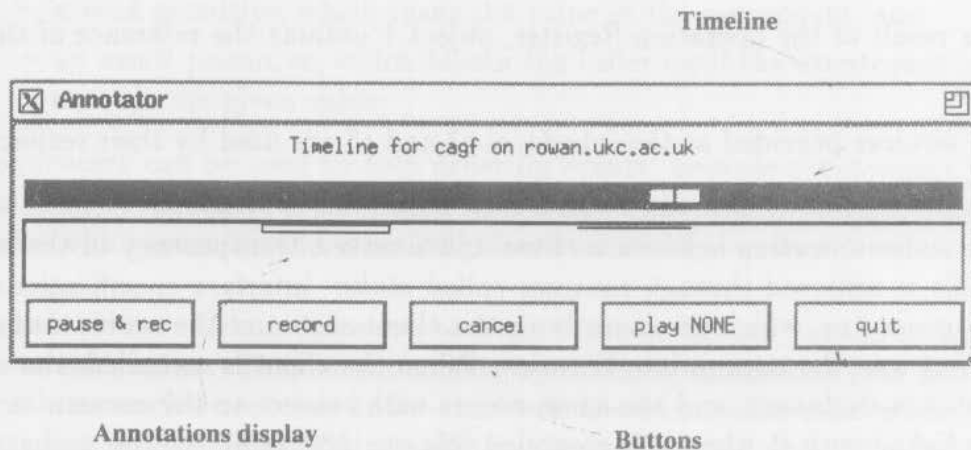 Timeline
Annotator
Timeline for cagf on rowan.ukc.ac.uk
pause & rec record cancel play NONE quit
Annotations display
Buttons